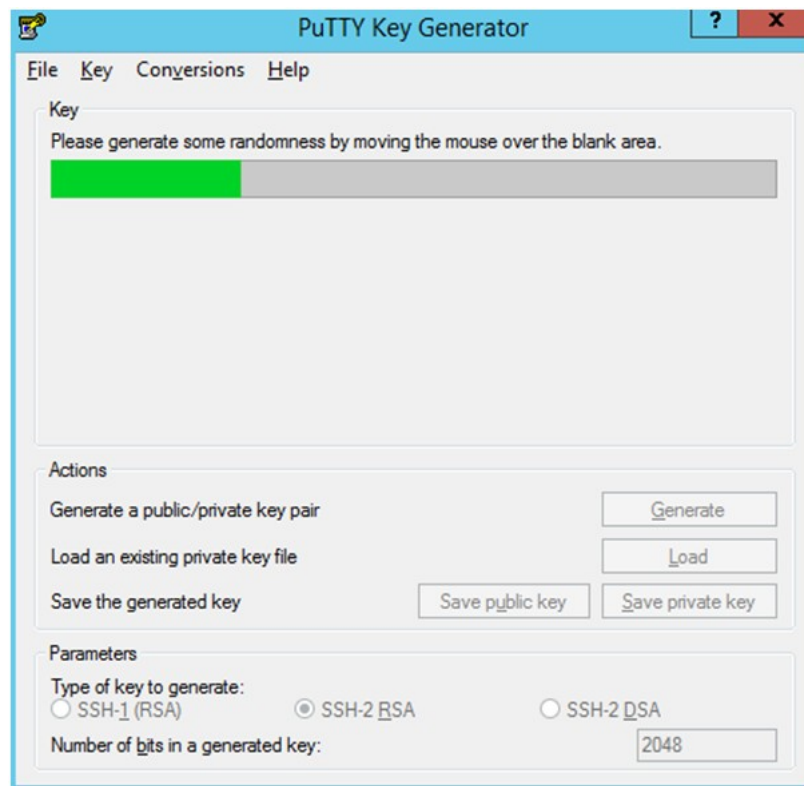 PuTTY Key Generator
? x
File Key Conversions Help
Key
Please generate some randomness by moving the mouse over the blank area.
Actions
Generate a public/private key pair Generate
Load an existing private key file Load
Save the generated key Save public key Save private key
Parameters
Type of key to generate:
SSH-1 (RSA) SSH-2 RSA SSH-2 DSA
Number of bits in a generated key: 2048